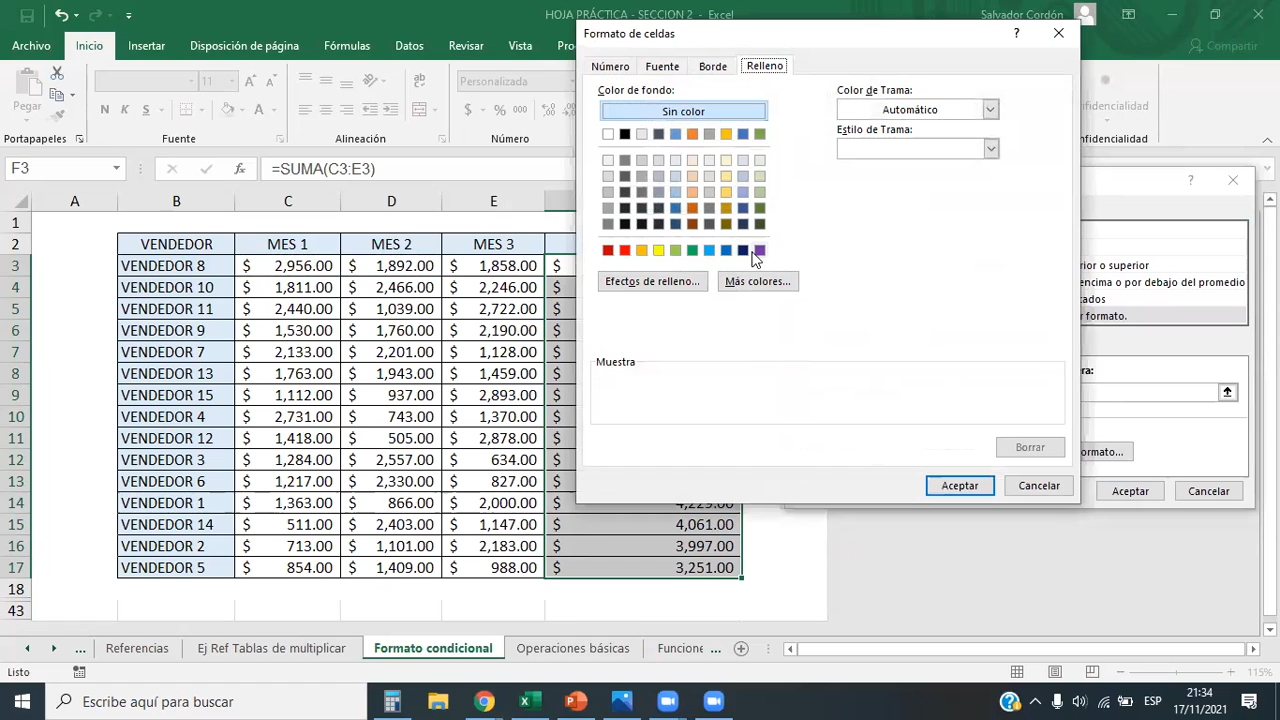 HOJA PRÁCTICA - SECCION 2 - Excel
Salvador Cordón
Archivo Inicio Insertar Disposición de página Fórmulas Datos Revisar Vista
Compartir
Formato de celdas
Número Fuente Borde Relleno
Color de fondo:
Sin color
Color de Trama:
Automático
Estilo de Trama:
Efectos de relleno...
Más colores...
Muestra
Borrar
Aceptar Cancelar
Pegar
11
Personalizada
N K S
$ % 000
Portapapeles Fuente Alineación
F3 =SUMA(C3:E3)
erior o superior
encima o por debajo del promedio
r formato.
Aceptar Cancelar
A B C D E
1
2 VENDEDOR MES 1 MES 2 MES 3
3 VENDEDOR 8 $ 2,956.00 $ 1,892.00 $ 1,858.00 $
4 VENDEDOR 10 $ 1,811.00 $ 2,466.00 $ 2,246.00 $
5 VENDEDOR 11 $ 2,440.00 $ 1,039.00 $ 2,722.00 $
6 VENDEDOR 9 $ 1,530.00 $ 1,760.00 $ 2,190.00 $
7 VENDEDOR 7 $ 2,133.00 $ 2,201.00 $ 1,128.00 $
8 VENDEDOR 13 $ 1,763.00 $ 1,943.00 $ 1,459.00 $
9 VENDEDOR 15 $ 1,112.00 $ 937.00 $ 2,893.00 $
10 VENDEDOR 4 $ 2,731.00 $ 743.00 $ 1,370.00 $
11 VENDEDOR 12 $ 1,418.00 $ 505.00 $ 2,878.00 $
12 VENDEDOR 3 $ 1,284.00 $ 2,557.00 $ 634.00 $
13 VENDEDOR 6 $ 1,217.00 $ 2,330.00 $ 827.00 $
14 VENDEDOR 1 $ 1,363.00 $ 866.00 $ 2,000.00 $ 4,229.00
15 VENDEDOR 14 $ 511.00 $ 2,403.00 $ 1,147.00 $ 4,061.00
16 VENDEDOR 2 $ 713.00 $ 1,101.00 $ 2,183.00 $ 3,997.00
17 VENDEDOR 5 $ 854.00 $ 1,409.00 $ 988.00 $ 3,251.00
18
43
... Referencias Ej Ref Tablas de multiplicar Formato condicional Operaciones básicas Funcione ...
Listo
115%
Escribe aquí para buscar
ESP
21:34
17/11/2021